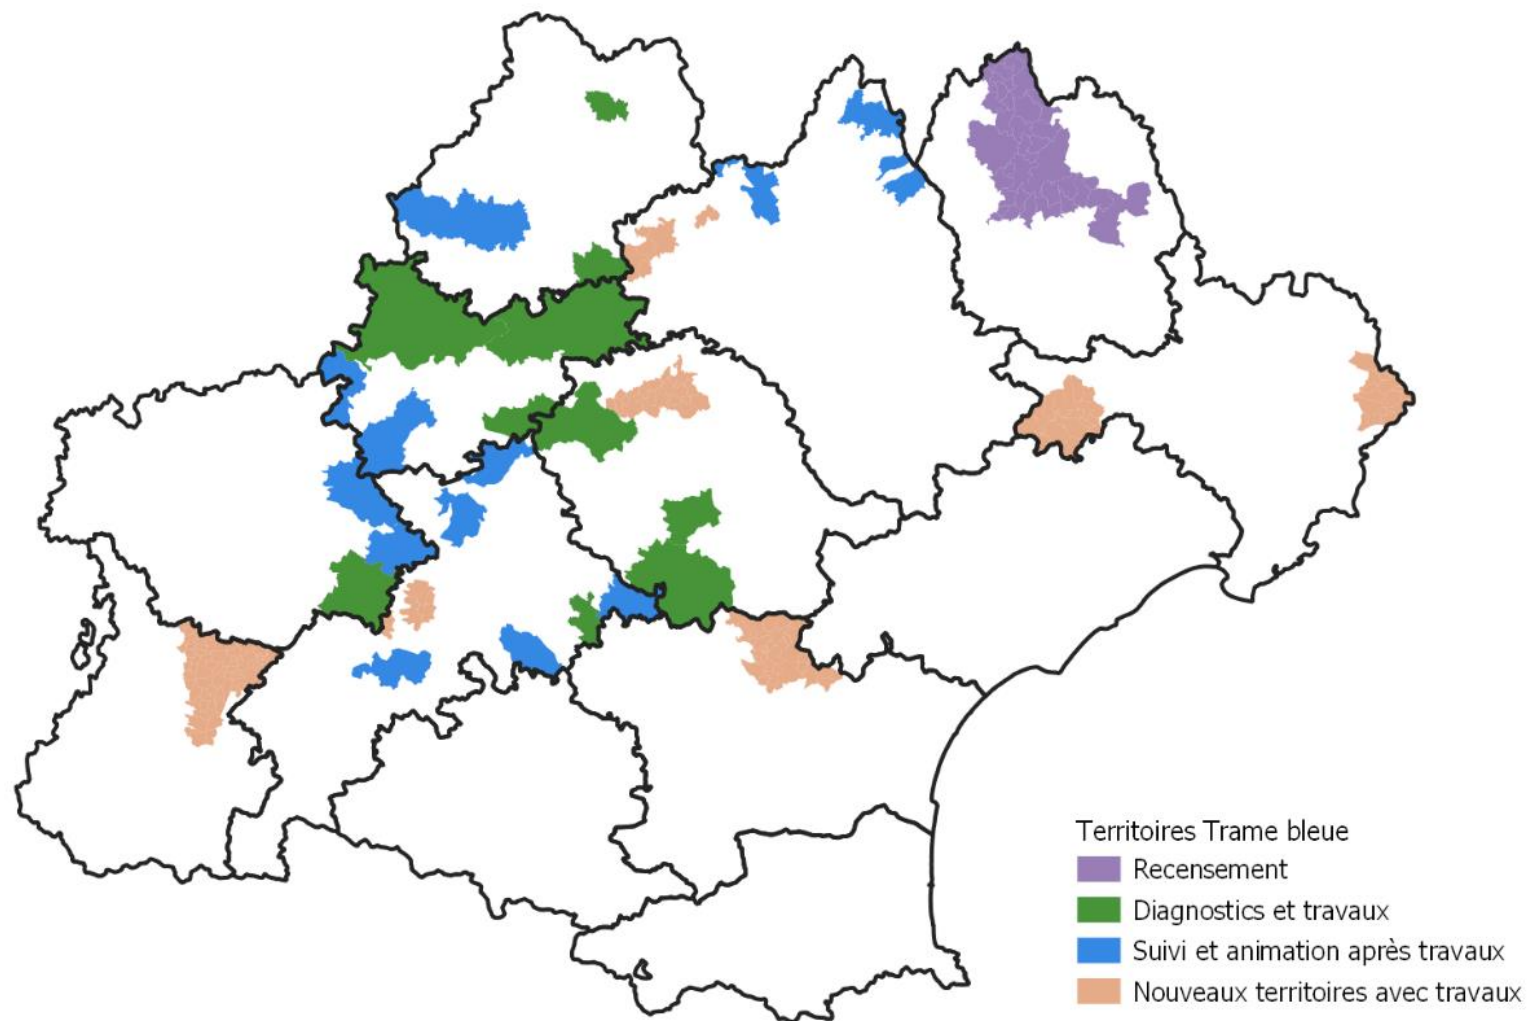 Territoires Trame bleue
Recensement
Diagnostics et travaux
Suivi et animation après travaux
Nouveaux territoires avec travaux